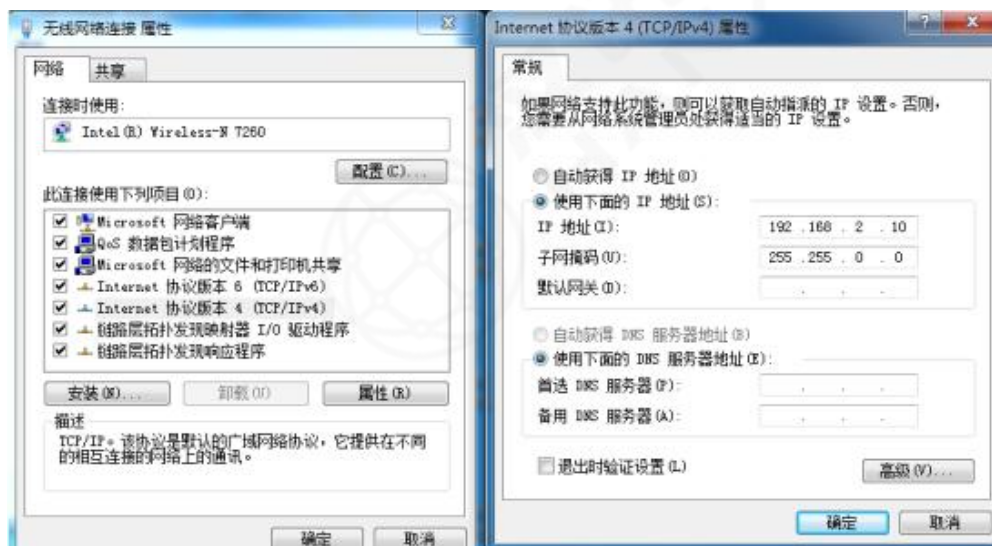 无线网络连接 属性
网络
共享
连接时使用:
Intel(R) Wireless-N 7260
配置(C)...
此连接使用下列项目(O):
Microsoft 网络客户端
QoS 数据包计划程序
Microsoft 网络的文件和打印机共享
Internet 协议版本 6 (TCP/IPv6)
Internet 协议版本 4 (TCP/IPv4)
链路层拓扑发现映射器 I/O 驱动程序
链路层拓扑发现响应程序
安装(N)...
卸载(U)
属性(R)
描述
TCP/IP。该协议是默认的广域网络协议，它提供在不同
的相互连接的网络上的通讯。
确定
取消
Internet 协议版本 4 (TCP/IPv4) 属性
常规
如果网络支持此功能，则可以获取自动指派的 IP 设置。否则，
您需要从网络系统管理员处获得适当的 IP 设置。
自动获得 IP 地址(O)
使用下面的 IP 地址(S):
IP 地址(I): 192 .168 . 2 . 10
子网掩码(U): 255 .255 . 0 . 0
默认网关(D): . . .
自动获得 DNS 服务器地址(B)
使用下面的 DNS 服务器地址(E):
首选 DNS 服务器(P): . . .
备用 DNS 服务器(A): . . .
退出时验证设置(L)
高级(V)...
确定
取消